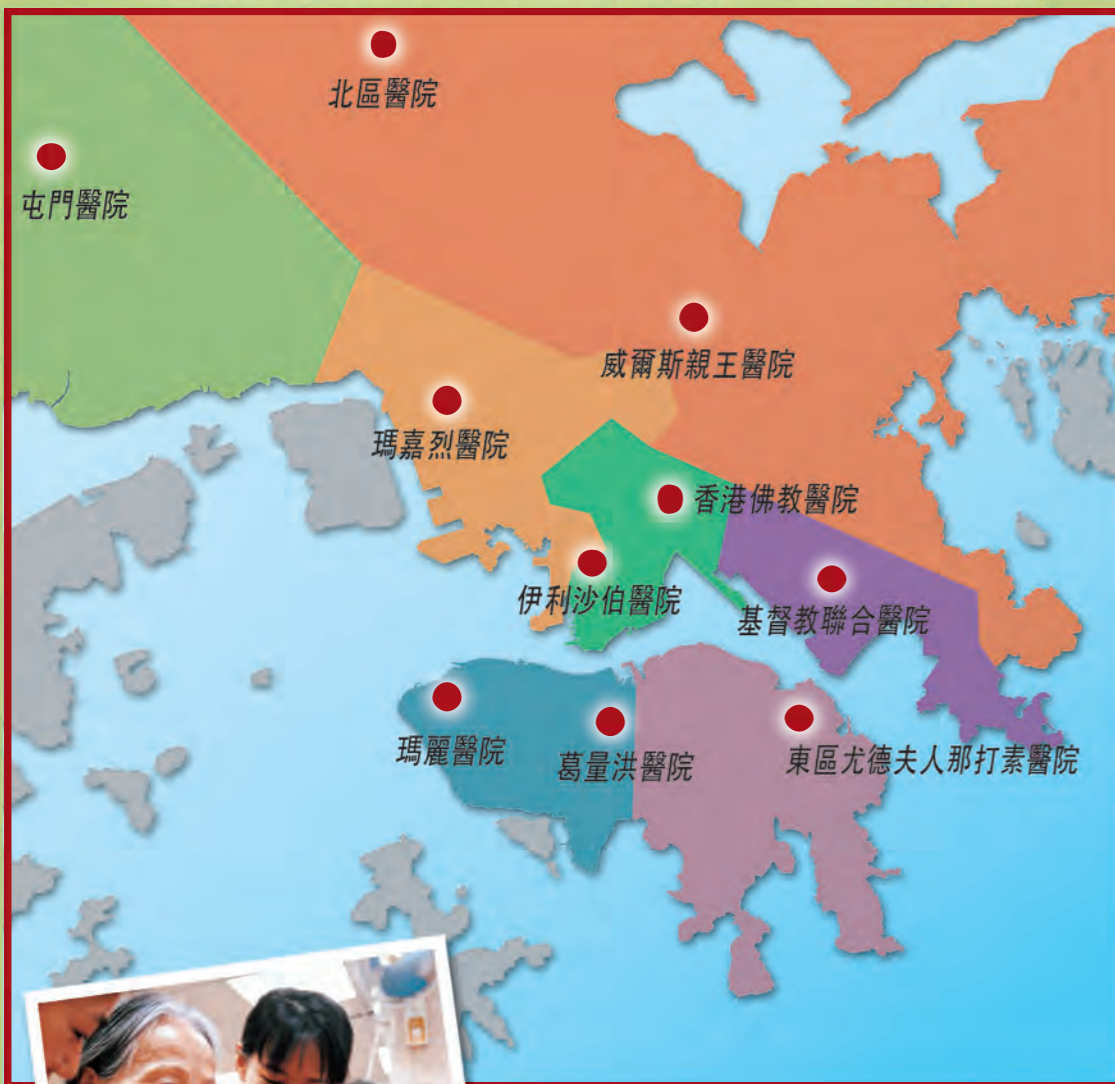 北區醫院
屯門醫院
威爾斯親王醫院
瑪嘉烈醫院
香港佛教醫院
伊利沙伯醫院
基督教聯合醫院
瑪麗醫院
葛量洪醫院
東區尤德夫人那打素醫院